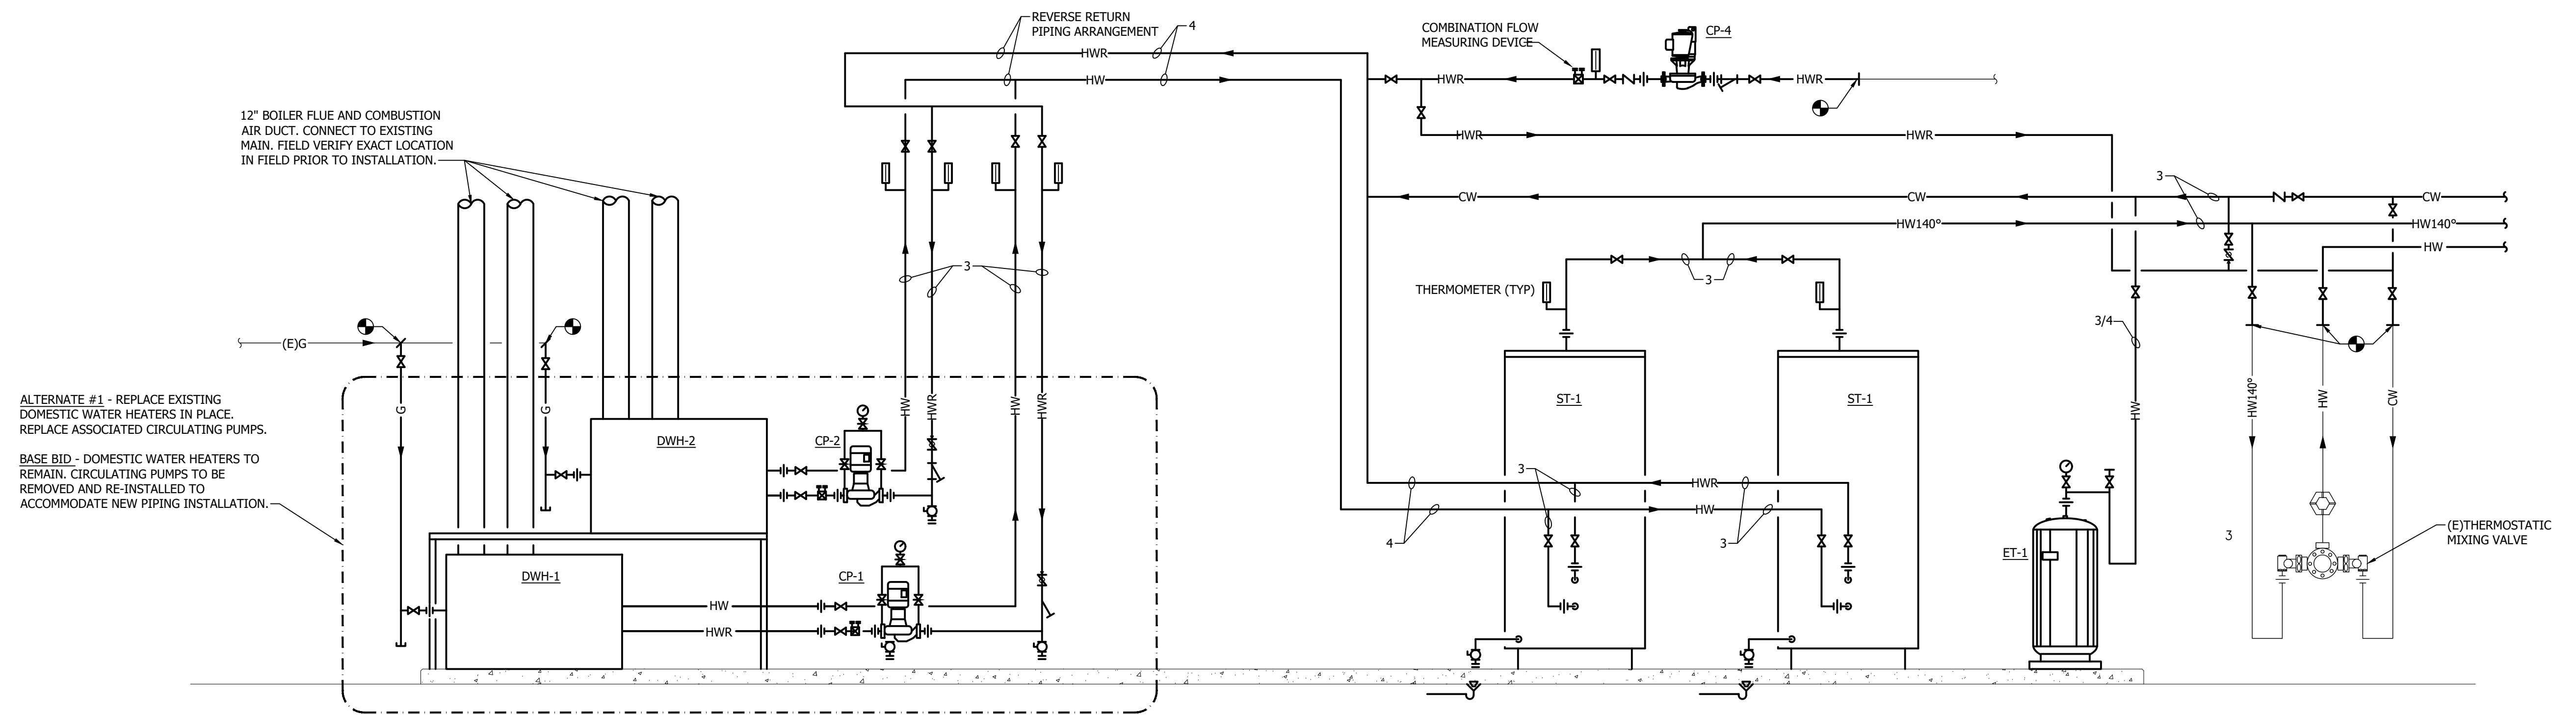 REVERSE RETURN
PIPING ARRANGEMENT
4
HWR
HW
COMBINATION FLOW
MEASURING DEVICE
CP-4
HWR
HWR
HWR
HWR
12" BOILER FLUE AND COMBUSTION
AIR DUCT. CONNECT TO EXISTING
MAIN. FIELD VERIFY EXACT LOCATION
IN FIELD PRIOR TO INSTALLATION.
CW
CW
3
CW
HW140°
HW140°
HW
3
3
THERMOMETER (TYP)
3/4
(E)G
ALTERNATE #1 - REPLACE EXISTING
DOMESTIC WATER HEATERS IN PLACE.
REPLACE ASSOCIATED CIRCULATING PUMPS.
BASE BID - DOMESTIC WATER HEATERS TO
REMAIN. CIRCULATING PUMPS TO BE
REMOVED AND RE-INSTALLED TO
ACCOMMODATE NEW PIPING INSTALLATION.
G
G
DWH-2
CP-2
HW
HWR
HW
HWR
ST-1
ST-1
HW
HW140°
HW
CW
3
HWR
HW
4
3
DWH-1
CP-1
HW
HWR
ET-1
3
(E)THERMOSTATIC
MIXING VALVE